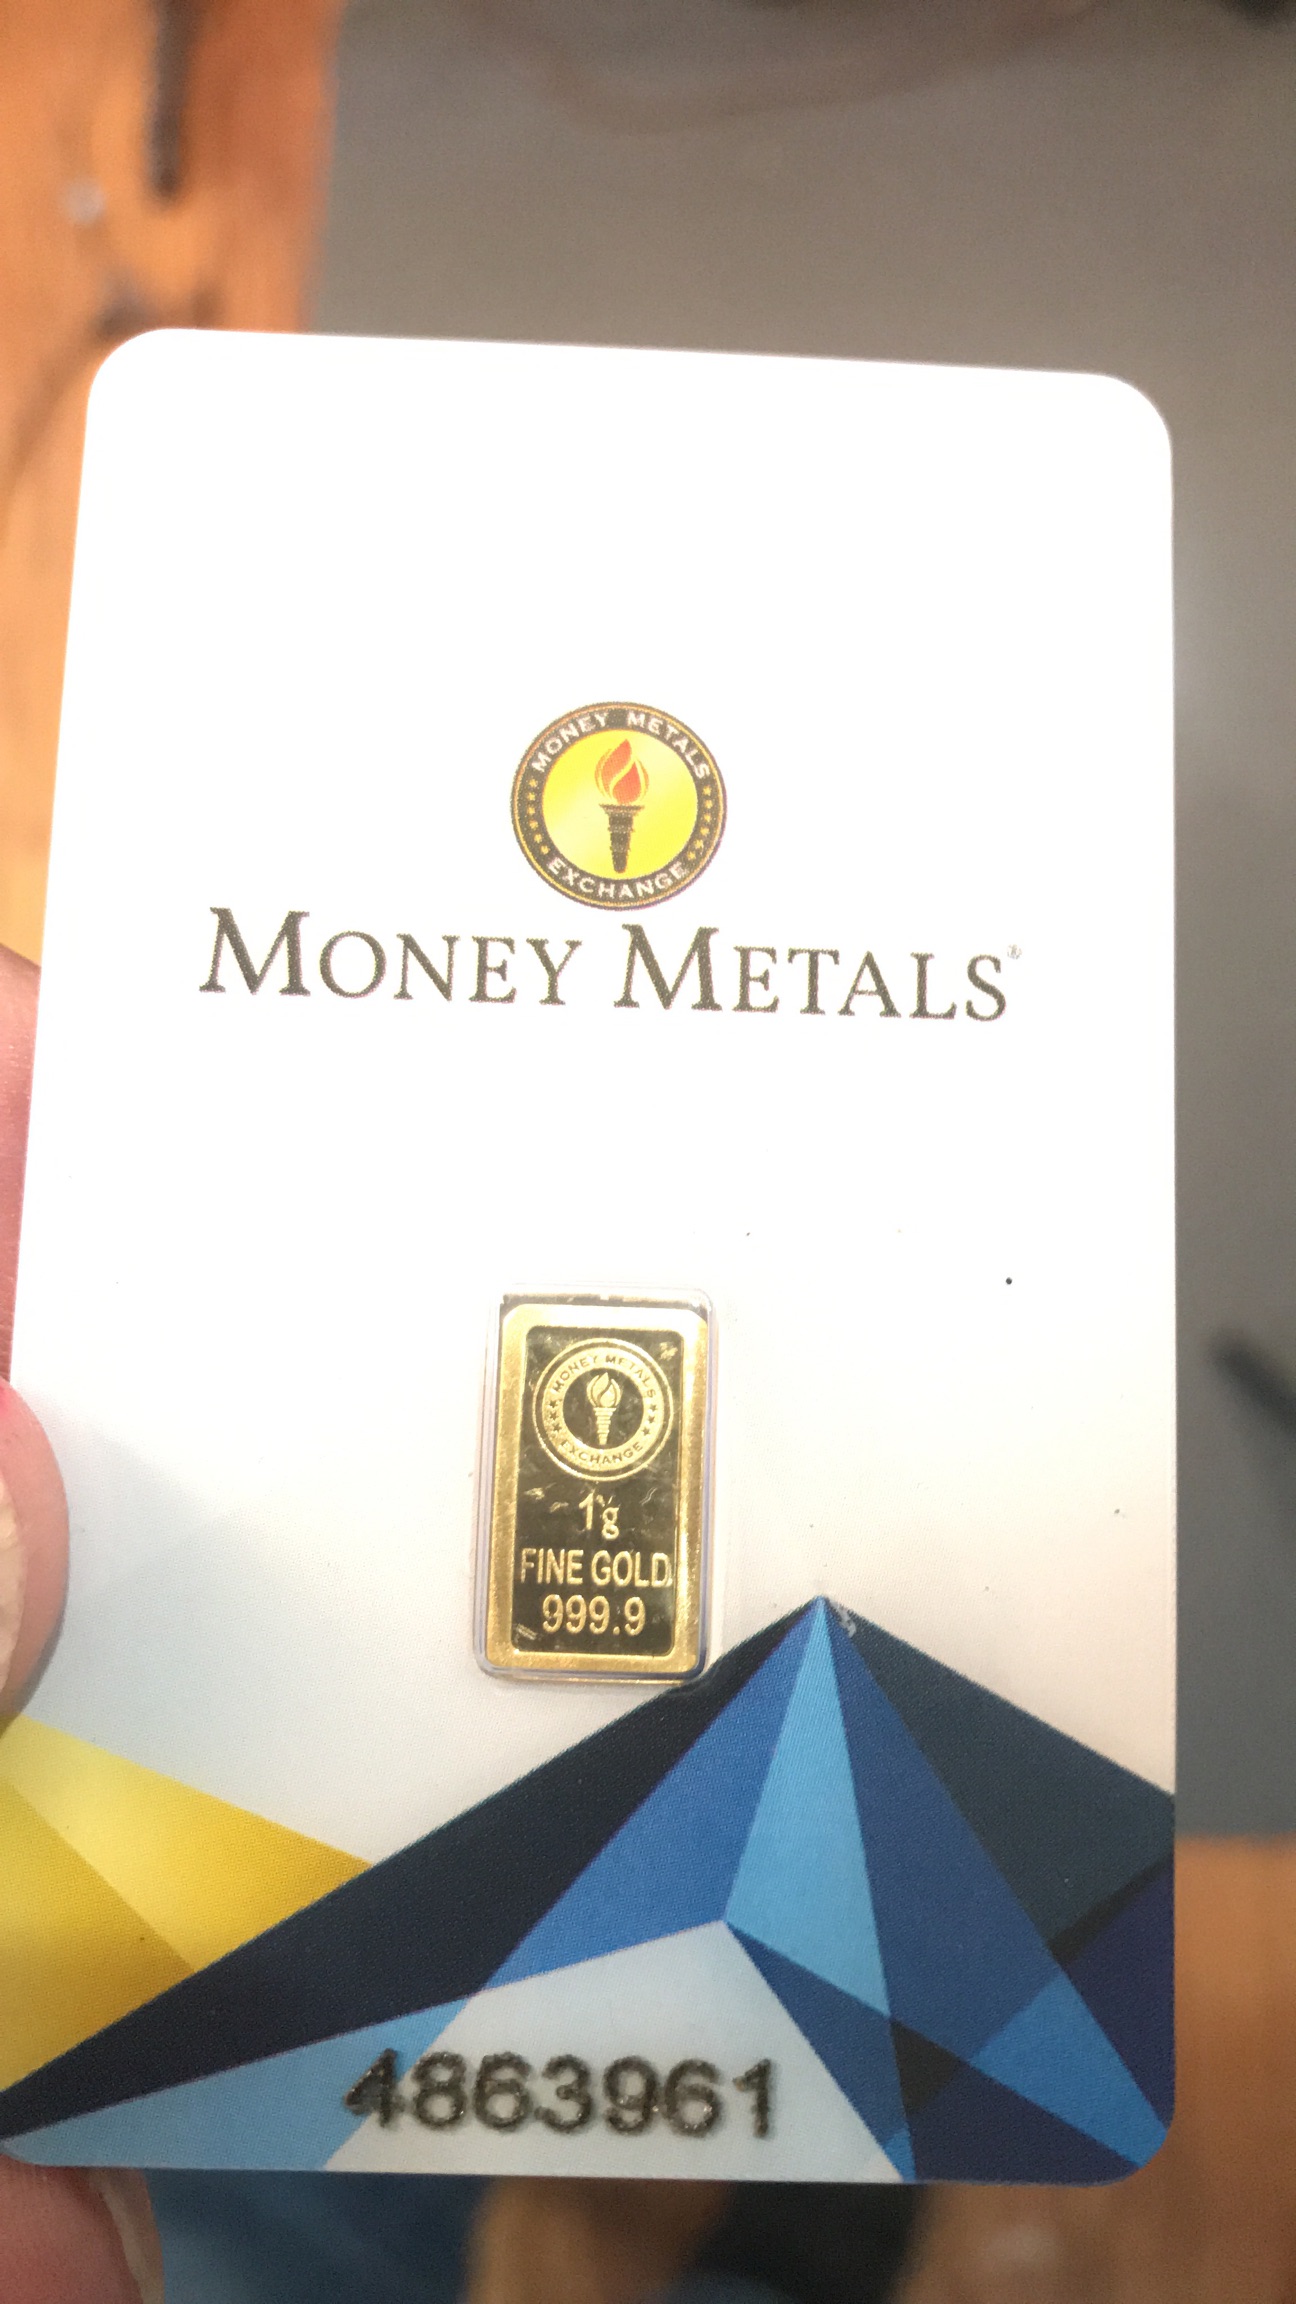 MONEY METALS
EXCHANGE
MONEY METALS®
MONEY METALS
EXCHANGE
1g
FINE GOLD
999.9
4863961